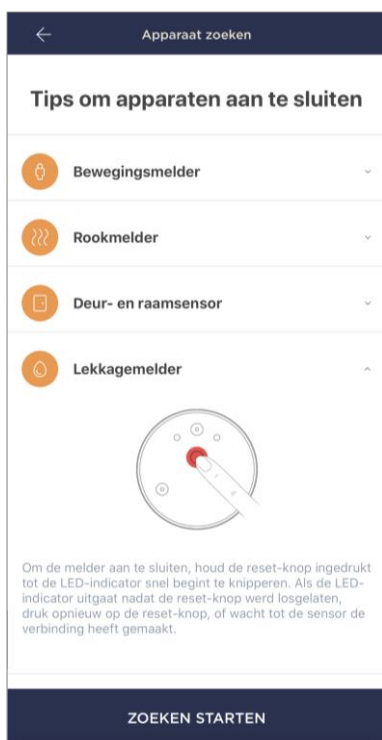 Apparaat zoeken
Tips om apparaten aan te sluiten
Bewegingsmelder
Rookmelder
Deur- en raamsensor
Lekkagemelder
Om de melder aan te sluiten, houd de reset-knop ingedrukt
tot de LED-indicator snel begint te knipperen. Als de LED-
indicator uitgaat nadat de reset-knop werd losgelaten,
druk opnieuw op de reset-knop, of wacht tot de sensor de
verbinding heeft gemaakt.
ZOEKEN STARTEN